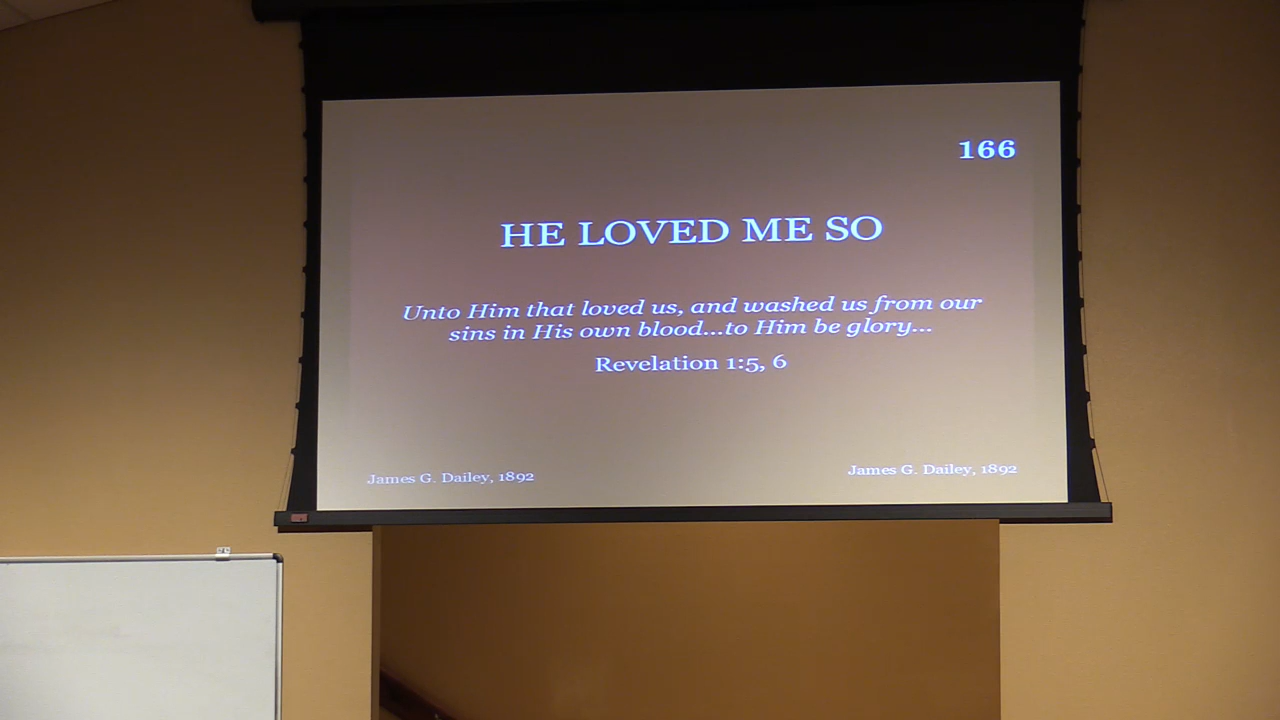 166
HE LOVED ME SO
Unto Him that loved us, and washed us from our
sins in His own blood...to Him be glory...
Revelation 1:5, 6
James G. Dailey, 1892
James G. Dailey, 1892